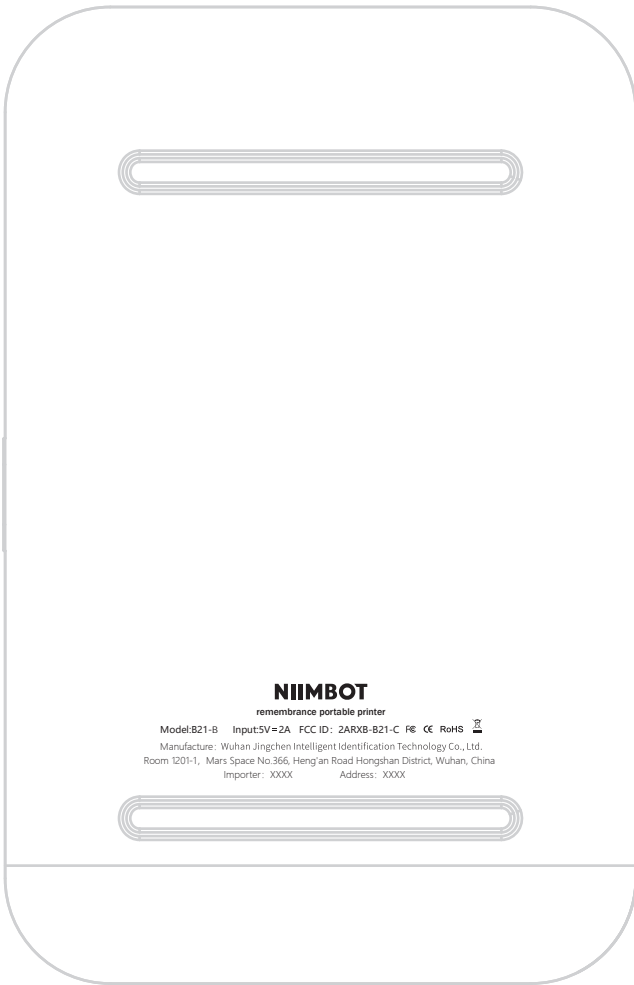 NIIMBOT
remembrance portable printer
Model:B21-B Input:5V=2A FCC ID: 2ARXB-B21-C FC CE RoHS
Manufacture: Wuhan Jingchen Intelligent Identification Technology Co., Ltd.
Room 1201-1, Mars Space No.366, Heng'an Road Hongshan District, Wuhan, China
Importer: XXXX Address: XXXX